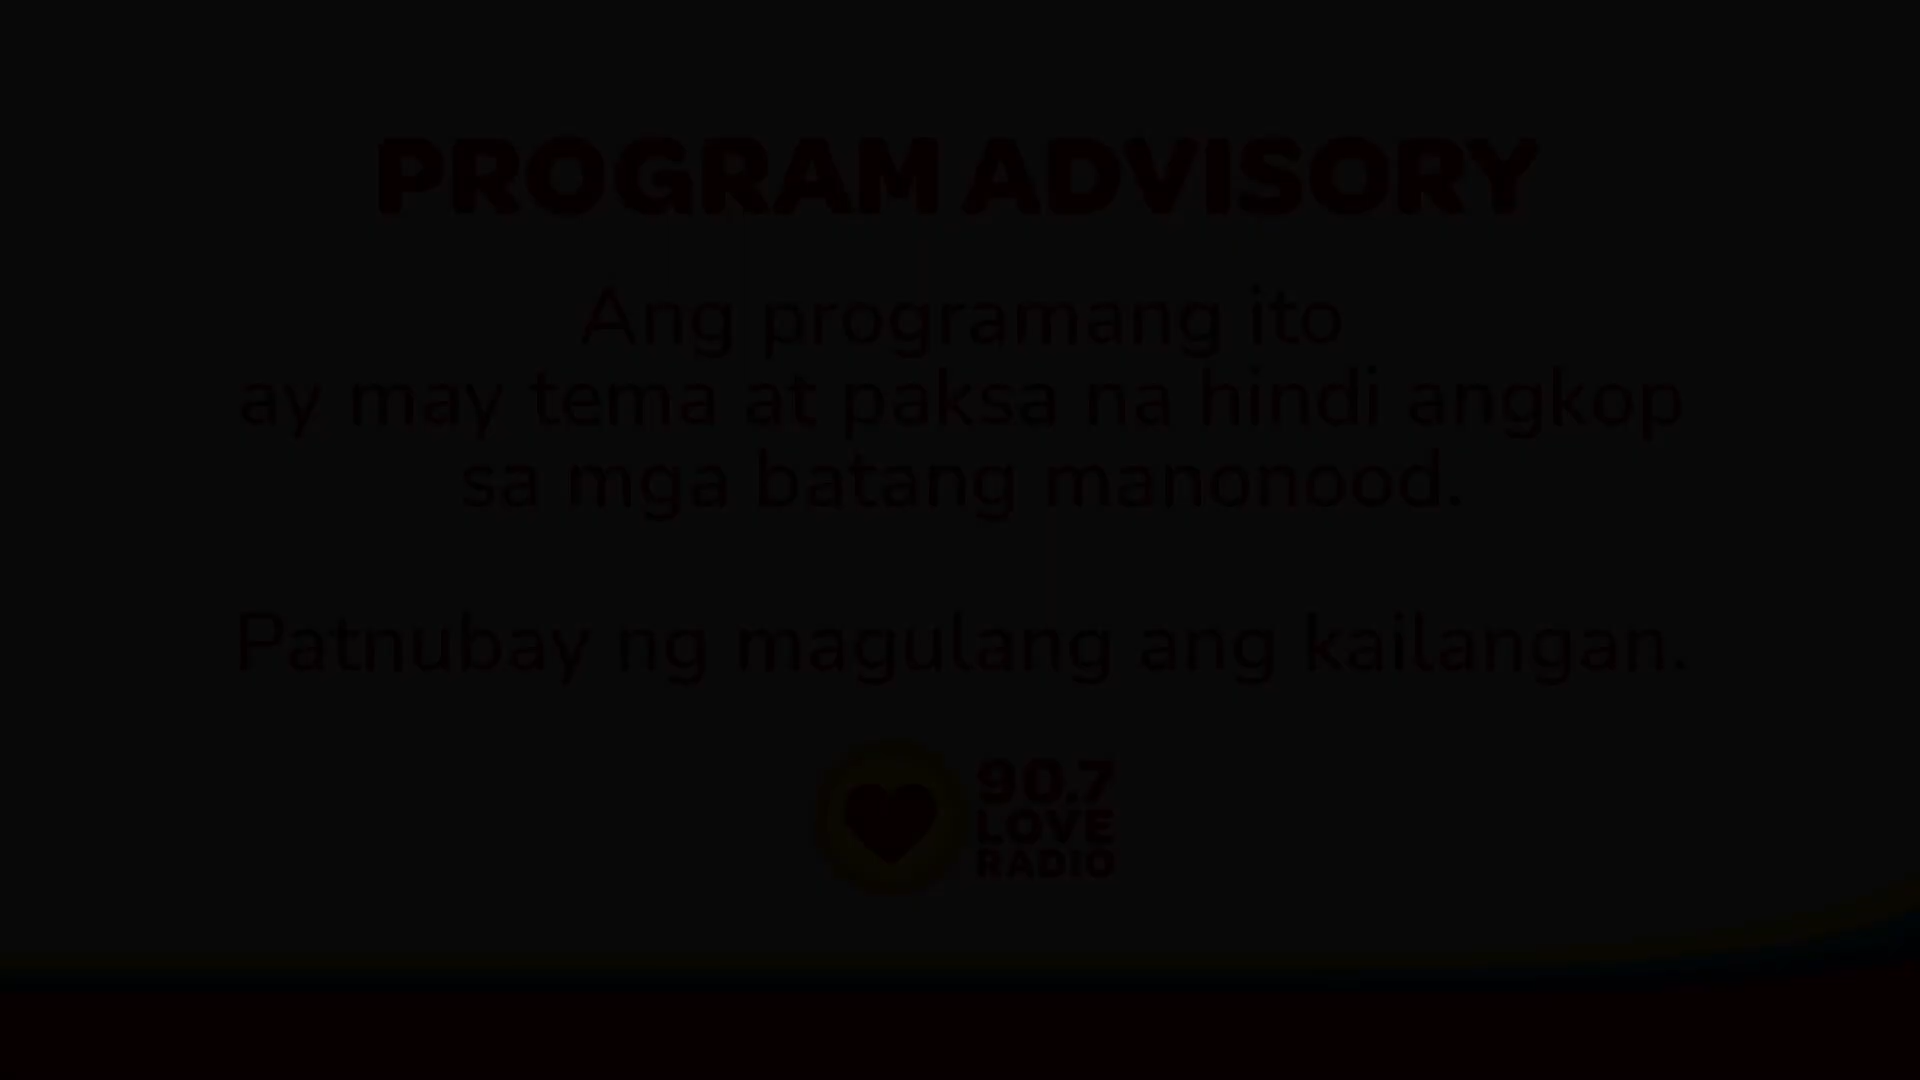 PROGRAM ADVISORY
Ang programang ito
ay may tema at paksa na hindi angkop
sa mga batang manonood.
Patnubay ng magulang ang kailangan.
90.7
LOVE
RADIO